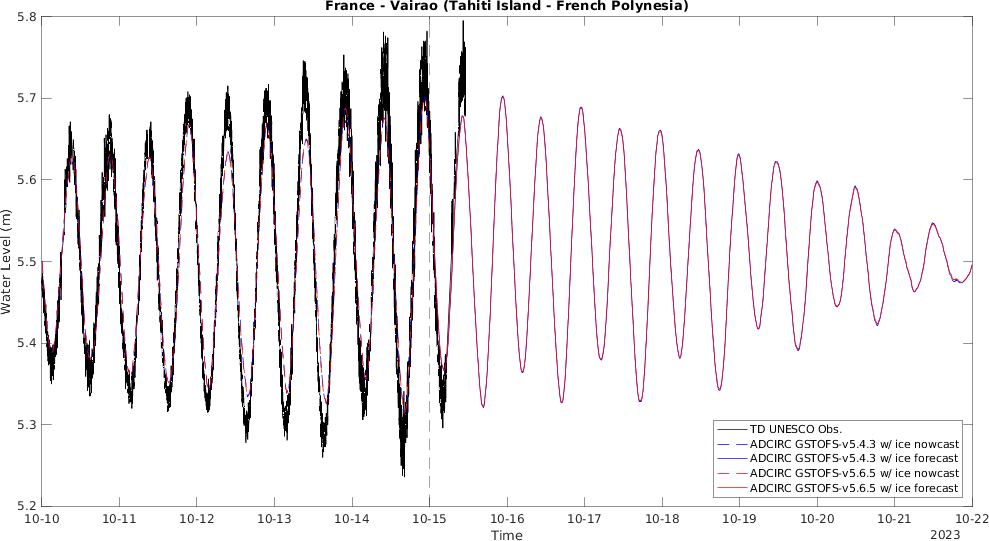 France - Vairao (Tahiti Island - French Polynesia)
5.8
5.7
5.6
5.5
5.4
5.3
5.2
Water Level (m)
TD UNESCO Obs.
ADCIRC GSTOFS-v5.4.3 w/ ice nowcast
ADCIRC GSTOFS-v5.4.3 w/ ice forecast
ADCIRC GSTOFS-v5.6.5 w/ ice nowcast
ADCIRC GSTOFS-v5.6.5 w/ ice forecast
10-10 10-11 10-12 10-13 10-14 10-15 10-16 10-17 10-18 10-19 10-20 10-21 10-22
Time
2023